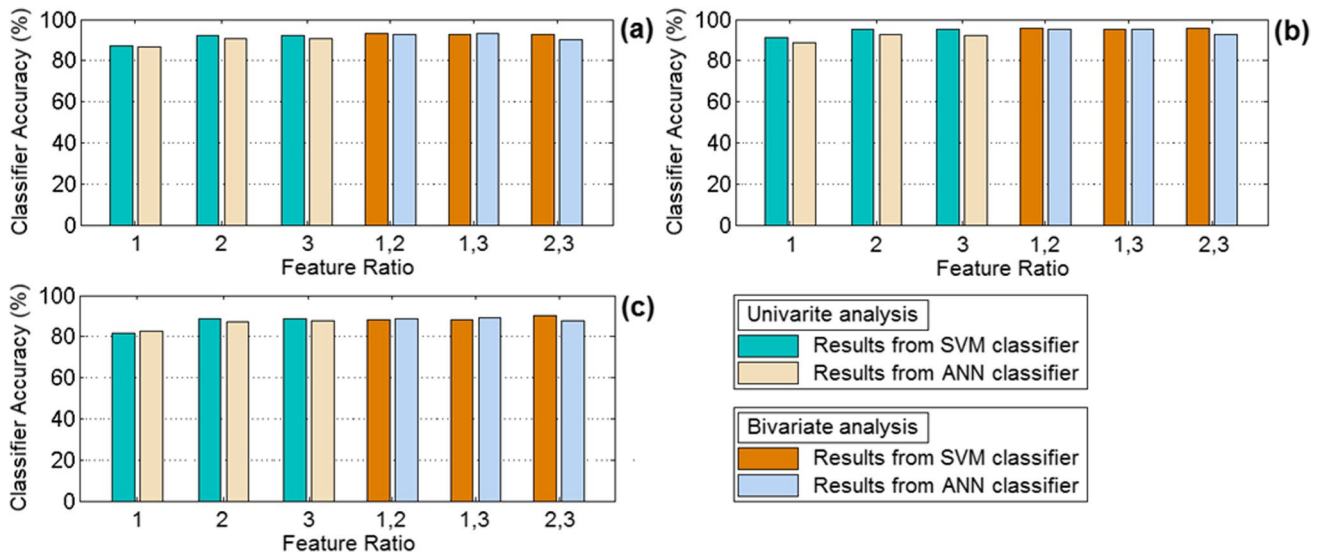 Classifier Accuracy (%)
100
80
60
40
20
0
1 2 3 1,2 1,3 2,3
Feature Ratio
(a)
Classifier Accuracy (%)
100
80
60
40
20
0
1 2 3 1,2 1,3 2,3
Feature Ratio
(b)
Classifier Accuracy (%)
100
80
60
40
20
0
1 2 3 1,2 1,3 2,3
Feature Ratio
(c)
Univarite analysis
Results from SVM classifier
Results from ANN classifier
Bivariate analysis
Results from SVM classifier
Results from ANN classifier